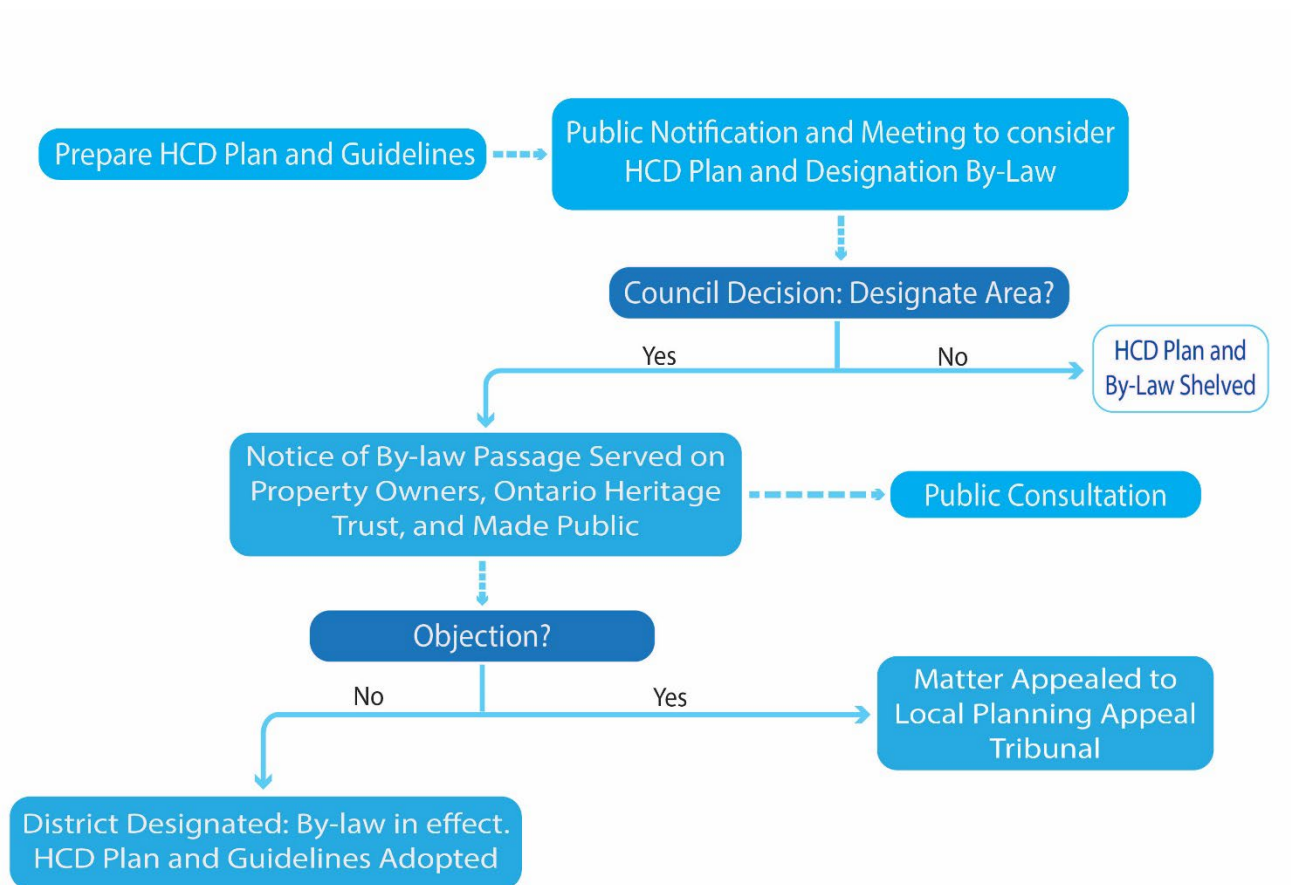 Prepare HCD Plan and Guidelines
Public Notification and Meeting to consider
HCD Plan and Designation By-Law
Council Decision: Designate Area?
Yes
No
HCD Plan and
By-Law Shelved
Notice of By-law Passage Served on
Property Owners, Ontario Heritage
Trust, and Made Public
Public Consultation
Objection?
No
Yes
Matter Appealed to
Local Planning Appeal
Tribunal
District Designated: By-law in effect.
HCD Plan and Guidelines Adopted